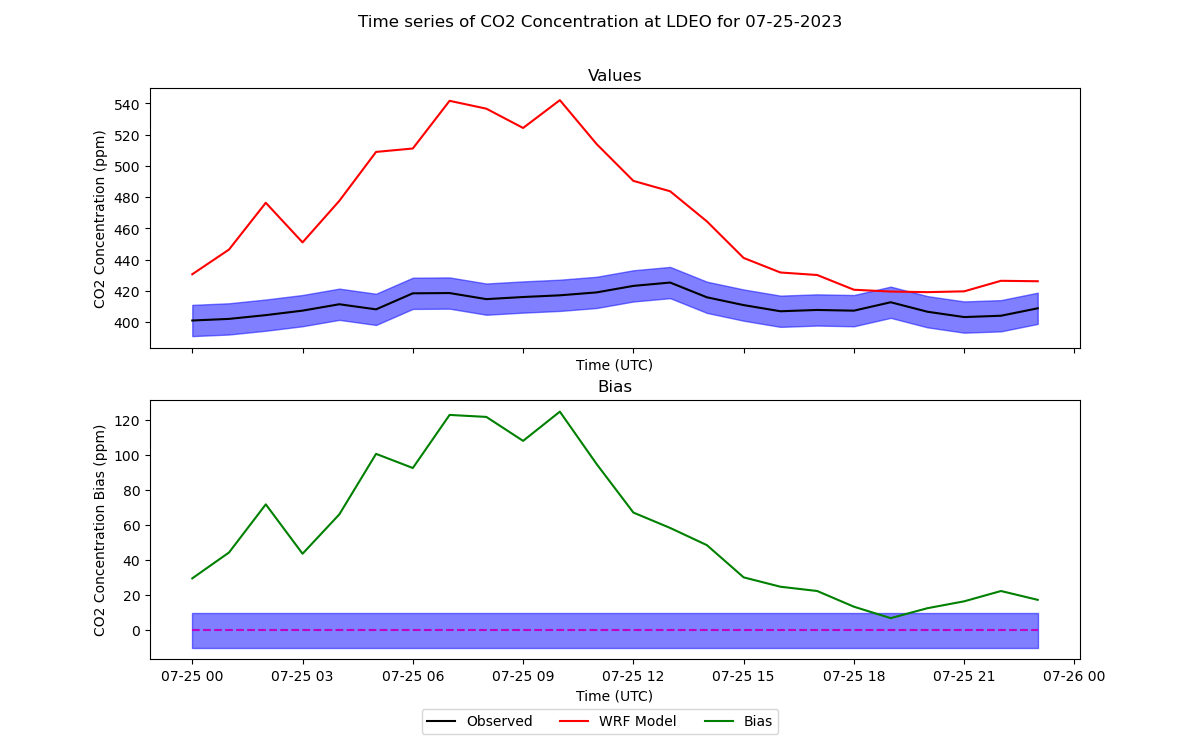 Time series of CO2 Concentration at LDEO for 07-25-2023
Values
CO2 Concentration (ppm)
540
520
500
480
460
440
420
400
Time (UTC)
Bias
CO2 Concentration Bias (ppm)
120
100
80
60
40
20
0
07-25 00 07-25 03 07-25 06 07-25 09 07-25 12 07-25 15 07-25 18 07-25 21 07-26 00
Time (UTC)
Observed WRF Model Bias